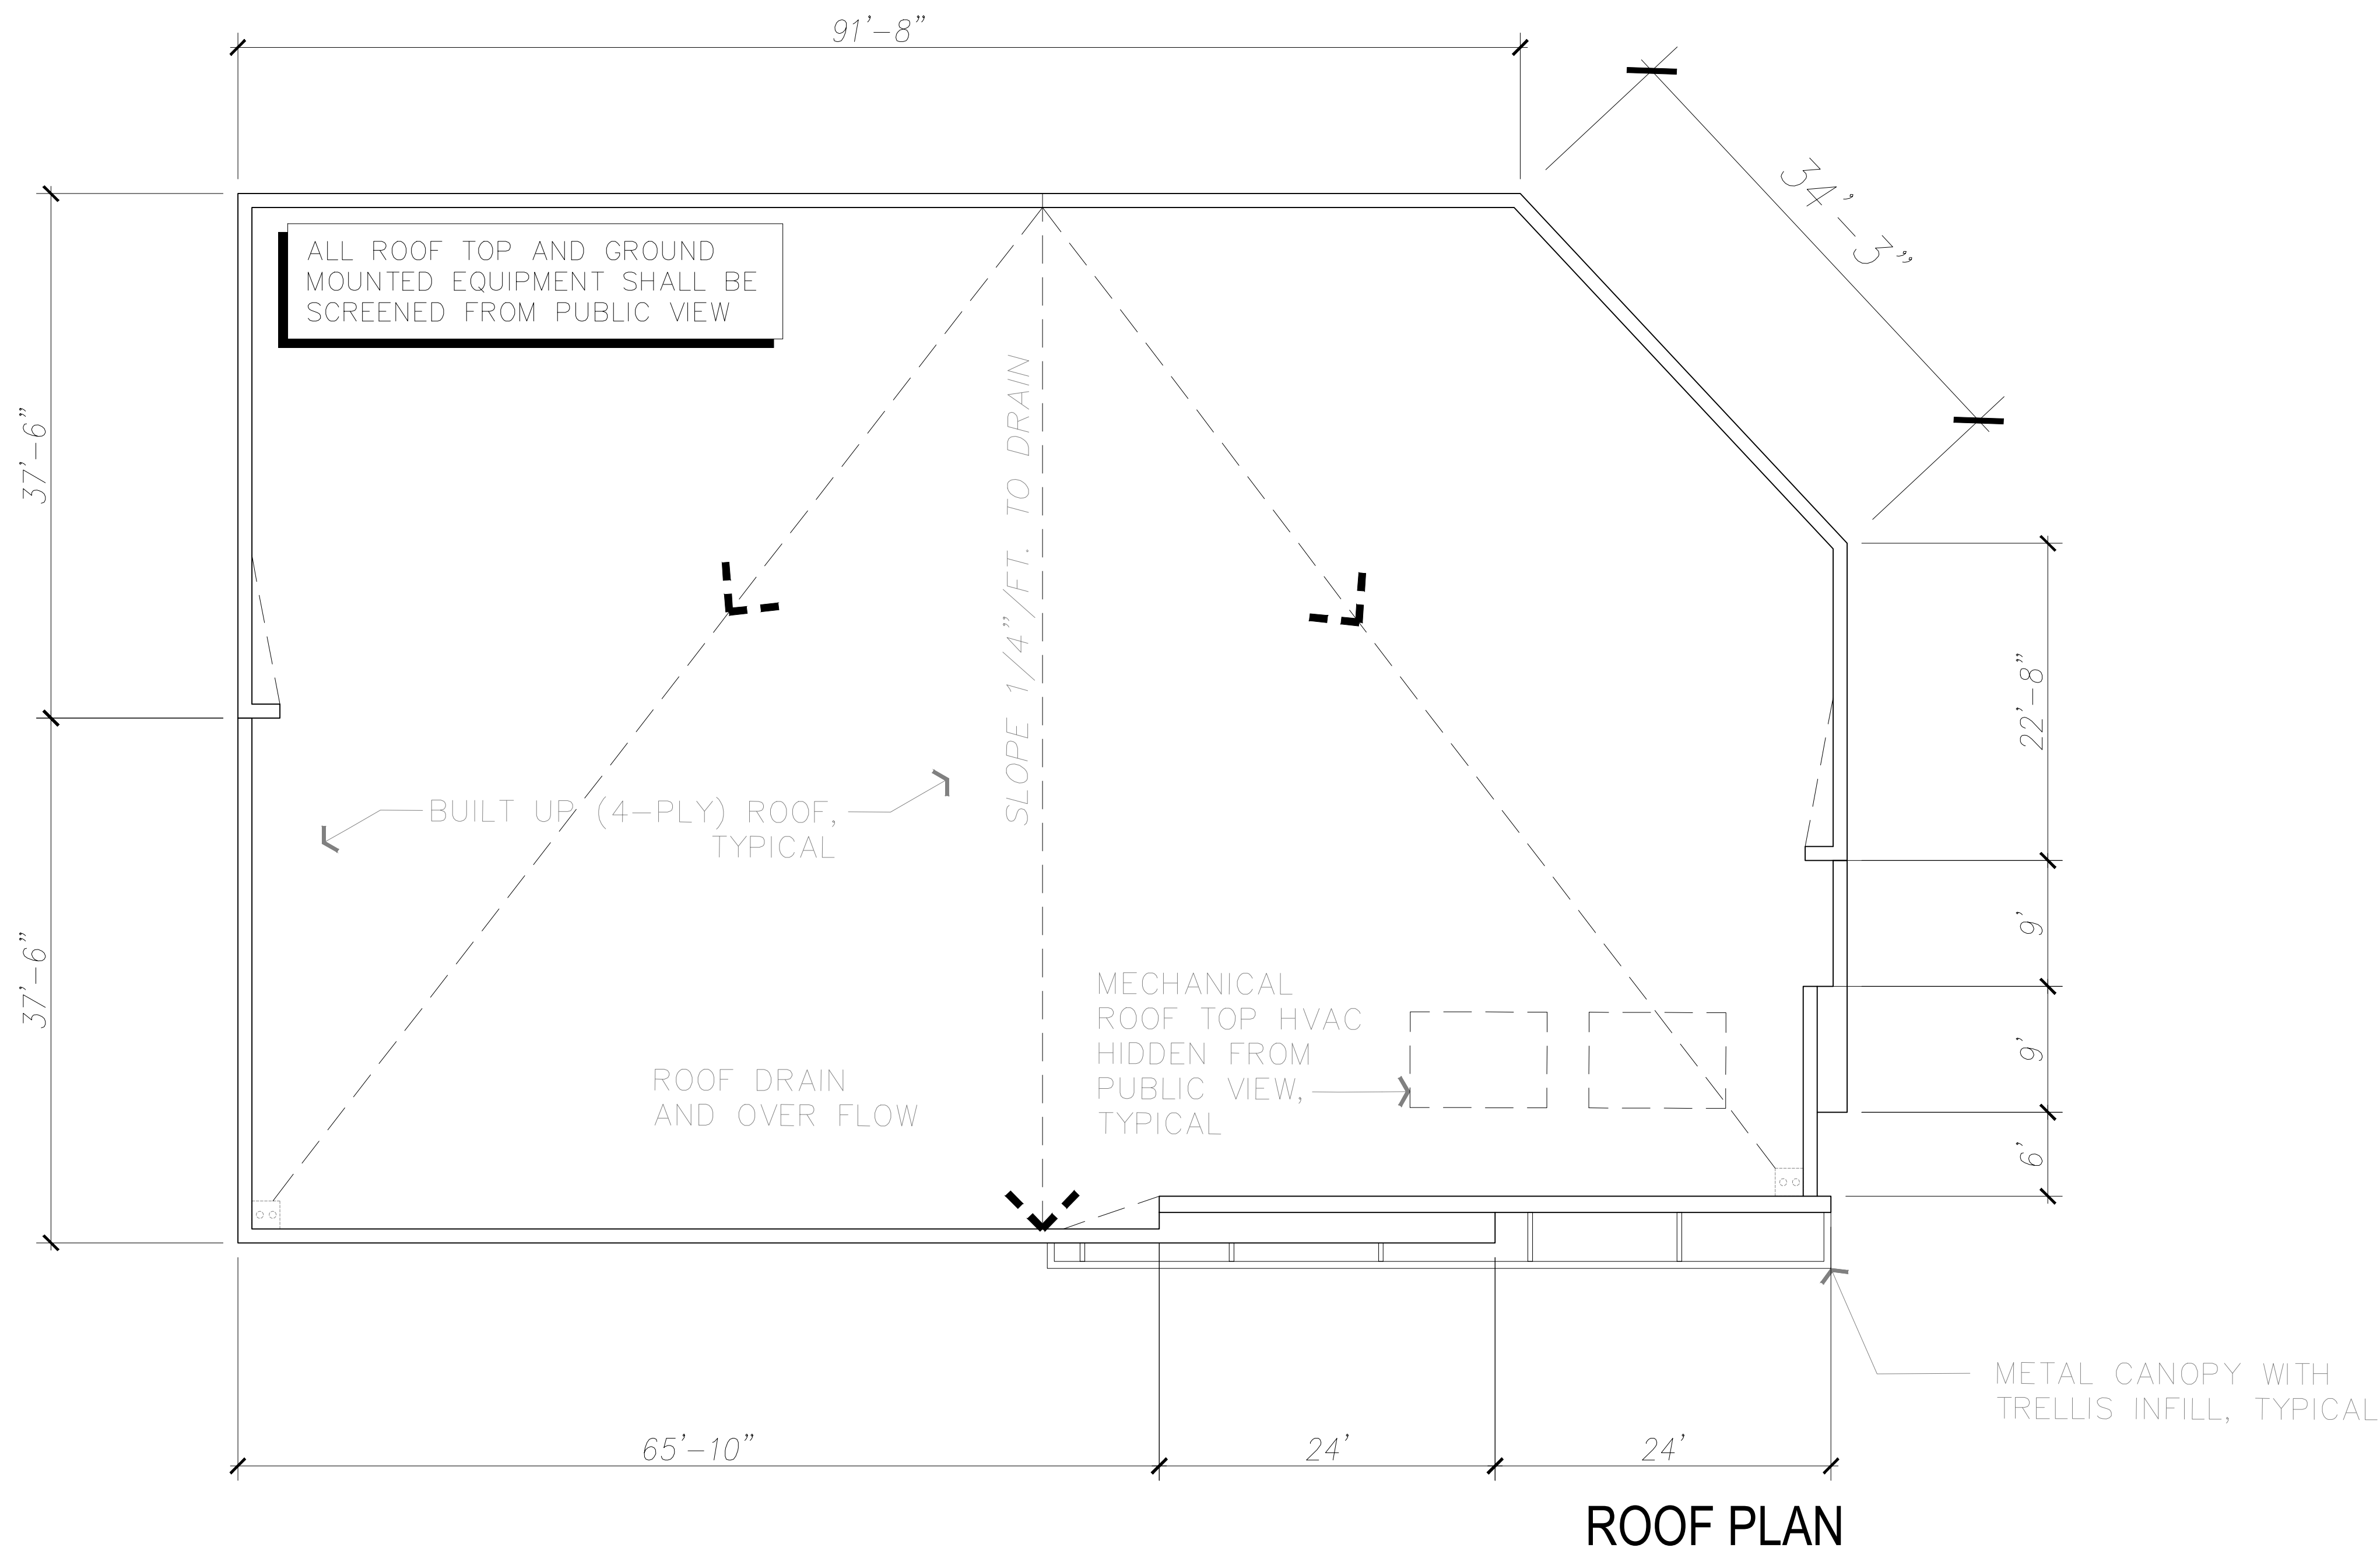 91'-8"
34'-3"
ALL ROOF TOP AND GROUND
MOUNTED EQUIPMENT SHALL BE
SCREENED FROM PUBLIC VIEW
37'-6"
SLOPE 1/4"/FT. TO DRAIN
22'-8"
BUILT UP (4-PLY) ROOF,
TYPICAL
9'
37'-6"
MECHANICAL
ROOF TOP HVAC
HIDDEN FROM
PUBLIC VIEW,
TYPICAL
ROOF DRAIN
AND OVER FLOW
9'
6'
METAL CANOPY WITH
TRELLIS INFILL, TYPICAL
65'-10"
24'
24'
ROOF PLAN